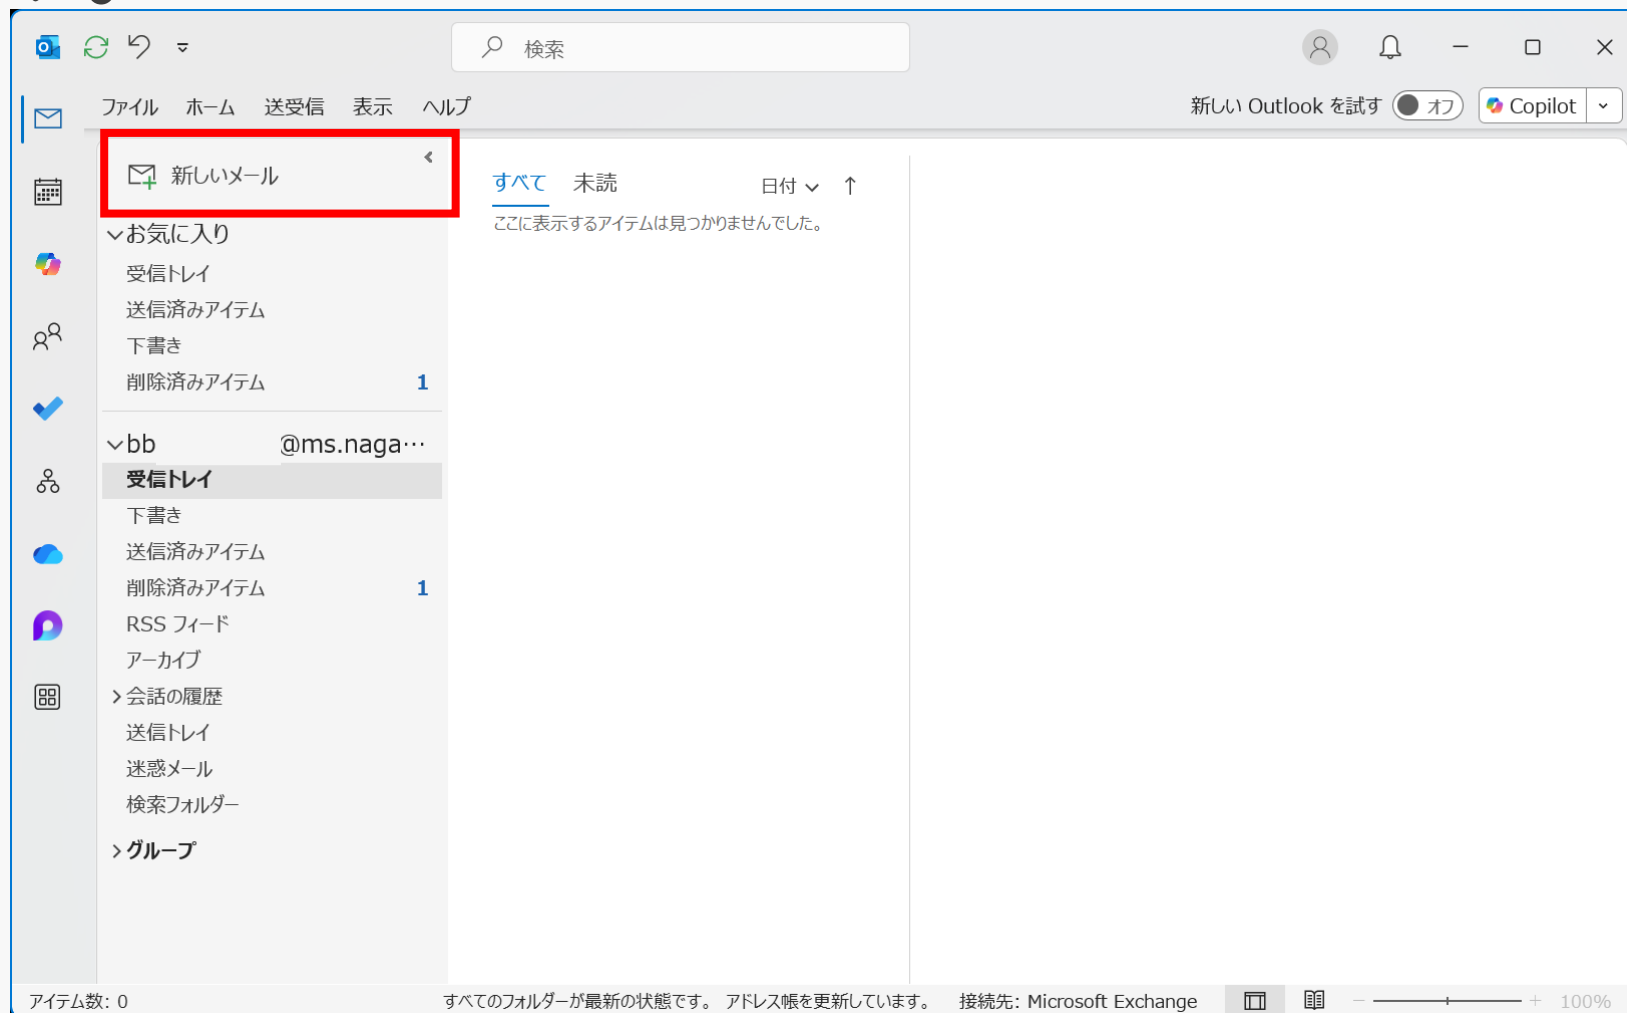 検索
ファイル ホーム 送受信 表示 ヘルプ
新しい Outlook を試す オフ Copilot
新しいメール
すべて 未読 日付
ここに表示するアイテムは見つかりませんでした。
お気に入り
受信トレイ
送信済みアイテム
下書き
削除済みアイテム 1
bb @ms.naga…
受信トレイ
下書き
送信済みアイテム
削除済みアイテム 1
RSS フィード
アーカイブ
会話の履歴
送信トレイ
迷惑メール
検索フォルダー
グループ
アイテム数: 0 すべてのフォルダーが最新の状態です。 アドレス帳を更新しています。 接続先: Microsoft Exchange 100%